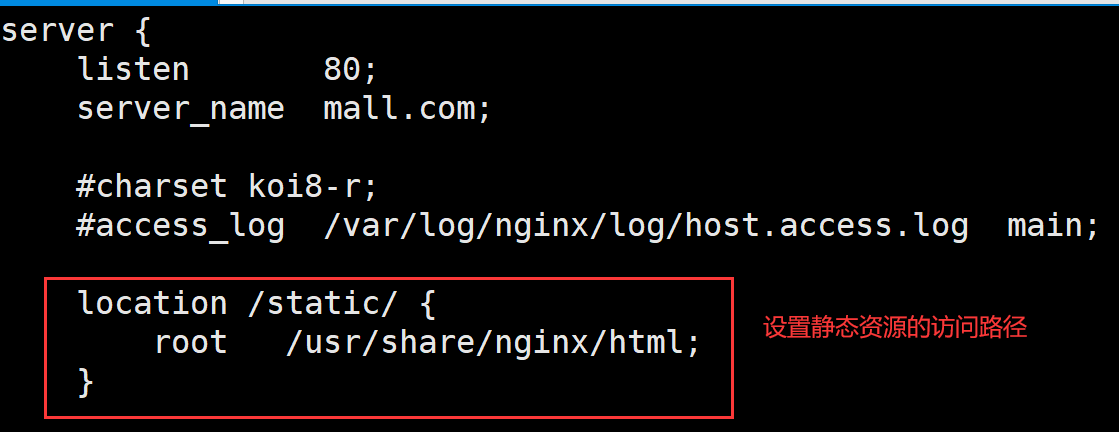 server {
    listen       80;
    server_name  mall.com;
    #charset koi8-r;
    #access_log  /var/log/nginx/log/host.access.log  main;
    location /static/ {
        root   /usr/share/nginx/html;
设置静态资源的访问路径
    }